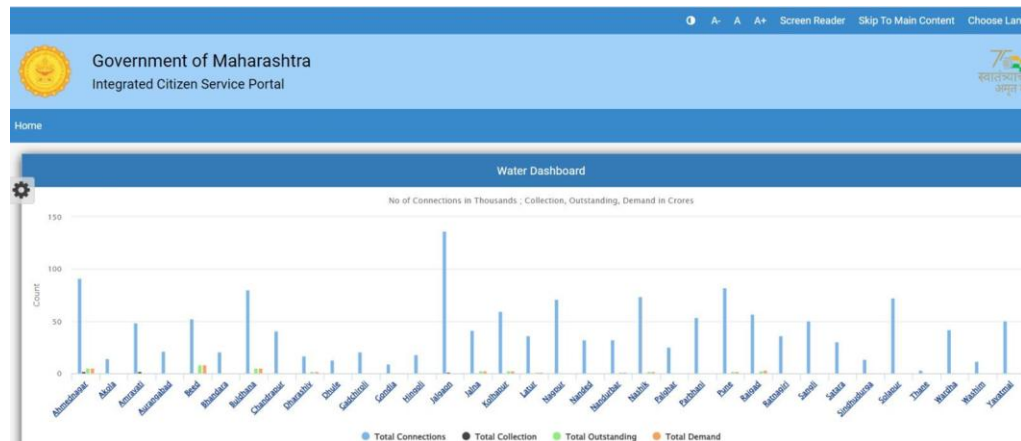 A- A A+ Screen Reader Skip To Main Content Choose Lan
Government of Maharashtra
Integrated Citizen Service Portal
Home
Water Dashboard
No of Connections in Thousands ; Collection, Outstanding, Demand in Crores
150
100
50
0
Count
Ahmednagar
Akola
Amravati
Aurangabad
Beed
Bhandara
Buldhana
Chandrapur
Dharashiv
Dhule
Gadchiroli
Gondia
Hingoli
Jalgaon
Jalna
Kolhapur
Latur
Nagpur
Nanded
Nandurbar
Nashik
Palghar
Parbhani
Pune
Raigad
Ratnagiri
Sangli
Satara
Sindhudurga
Solapur
Thane
Wardha
Washim
Yavatmal
Total Connections Total Collection Total Outstanding Total Demand